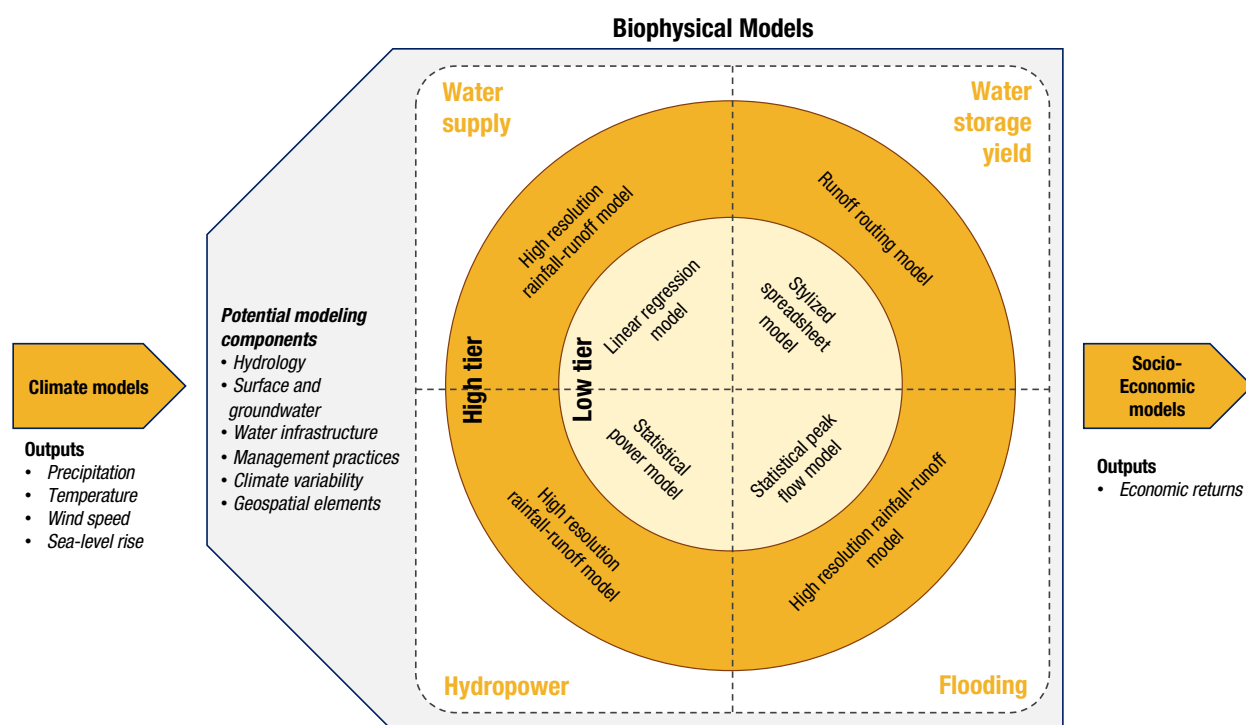 Biophysical Models
Water
supply
Water
storage
yield
High resolution
rainfall-runoff model
Runoff routing model
Linear regression
model
Stylized
spreadsheet
model
High tier
Low tier
Statistical
power model
Statistical peak
flow model
High resolution
rainfall-runoff model
High resolution rainfall-runoff
model
Hydropower
Flooding
Potential modeling
components
• Hydrology
• Surface and
groundwater
• Water infrastructure
• Management practices
• Climate variability
• Geospatial elements
Climate models
Outputs
• Precipitation
• Temperature
• Wind speed
• Sea-level rise
Socio-
Economic
models
Outputs
• Economic returns